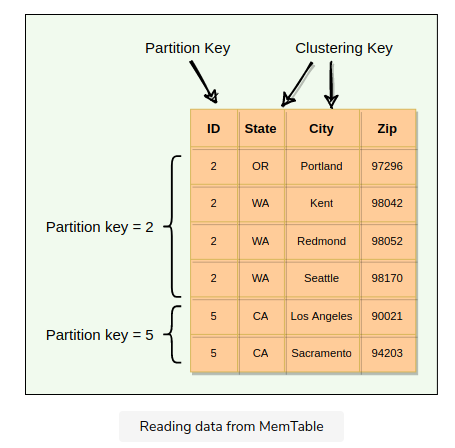 Partition Key Clustering Key
ID State City Zip
2 OR Portland 97296
2 WA Kent 98042
Partition key = 2
2 WA Redmond 98052
2 WA Seattle 98170
5 CA Los Angeles 90021
Partition key = 5
5 CA Sacramento 94203
Reading data from MemTable